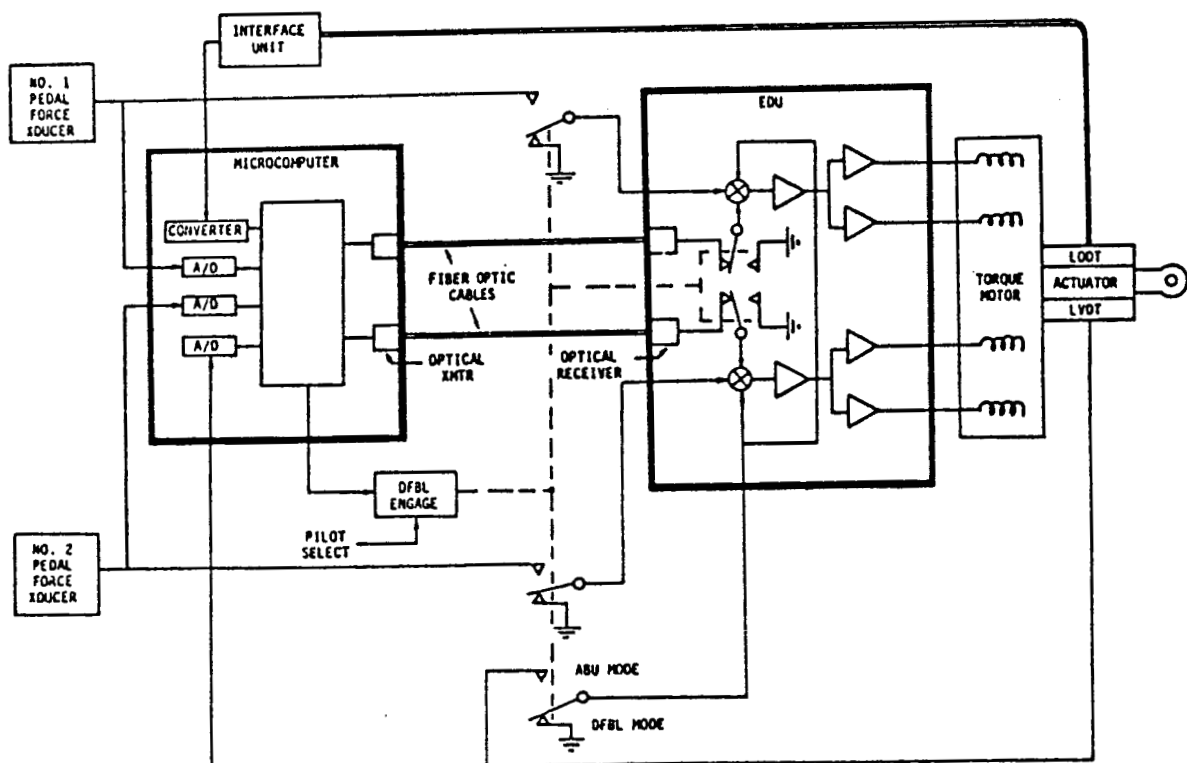 INTERFACE
UNIT
NO. 1
PEDAL
FORCE
XDUCER
EDU
MICROCOMPUTER
CONVERTER
A/D
A/D
A/D
FIBER OPTIC
CABLES
OPTICAL
XMTR
OPTICAL
RECEIVER
TORQUE
MOTOR
LODT
ACTUATOR
LVDT
DFBL
ENGAGE
PILOT
SELECT
NO. 2
PEDAL
FORCE
XDUCER
ABU MODE
DFBL MODE